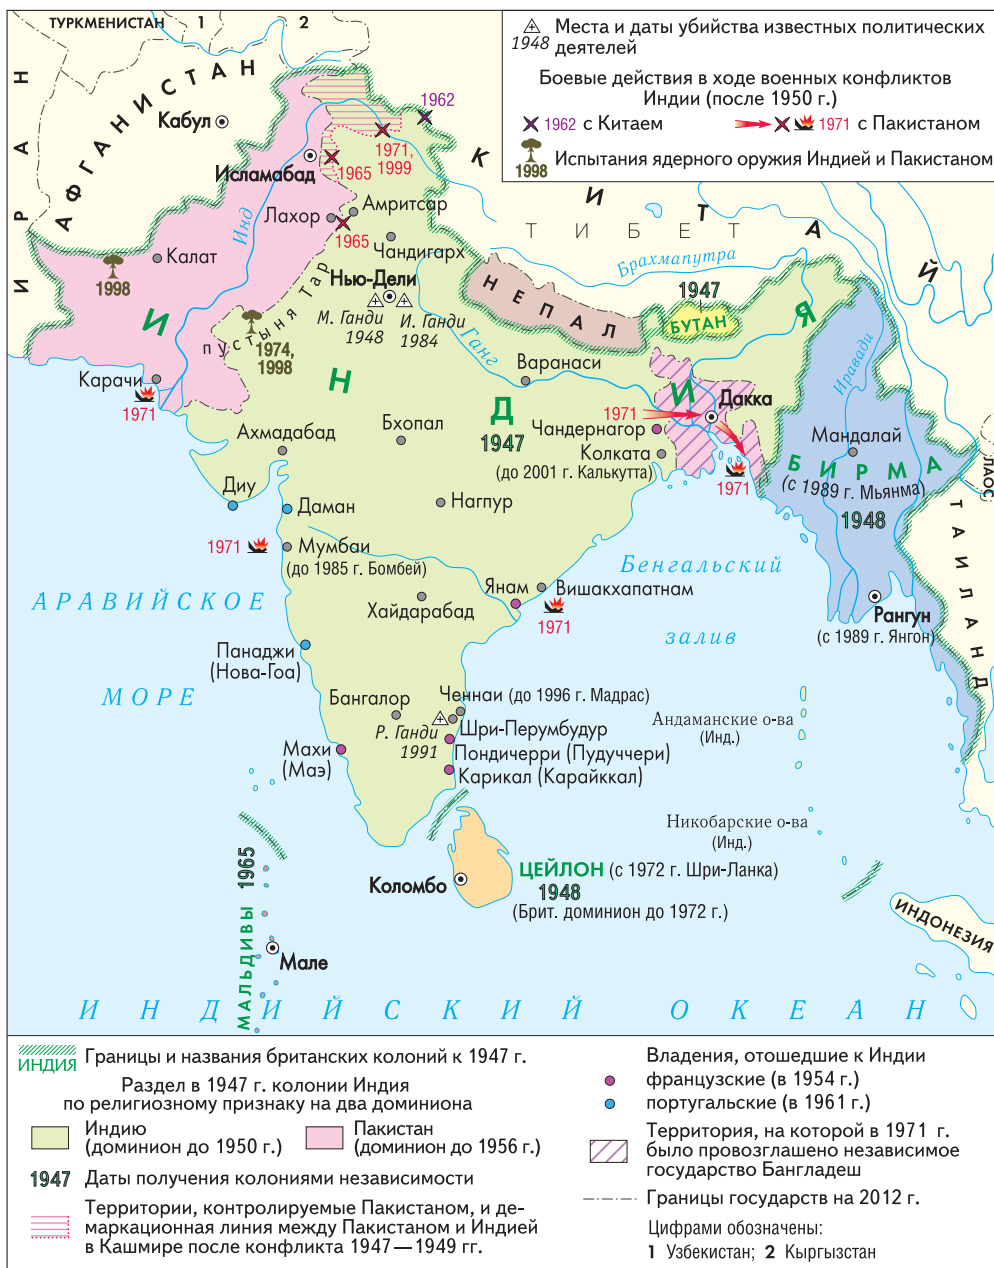 ТУРКМЕНИСТАН 1 2
1948 Места и даты убийства известных политических
деятелей
Боевые действия в ходе военных конфликтов
Индии (после 1950 г.)
1962 с Китаем
1971 с Пакистаном
1998 Испытания ядерного оружия Индией и Пакистаном
ИРАН
АФГАНИСТАН
Кабул
1962
1971,
1999
Исламабад
1965
КИТАЙ
ТИБЕТ
Инд
Лахор
Амритсар
1965
Чандигарх
Калат
1998
Нью-Дели
М. Ганди
1948
И. Ганди
1984
пустыня Тар
1974,
1998
НЕПАЛ
Брахмапутра
1947
БУТАН
ИНДИЯ
1947
Ганг
Варанаси
Иравади
Карачи
1971
Ахмадабад
Бхопал
1971
Дакка
Чандернагор
Колката
(до 2001 г. Калькутта)
1971
Мандалай
БИРМА
(с 1989 г. Мьянма)
1948
ЛАОС
ТАИЛАНД
Диу
Даман
Нагпур
1971
Мумбаи
(до 1985 г. Бомбей)
Бенгальский
залив
АРАВИЙСКОЕ
МОРЕ
Хайдарабад
Янам
Вишакхапатнам
1971
Рангун
(с 1989 г. Янгон)
Панаджи
(Нова-Гоа)
Бангалор
Ченнаи (до 1996 г. Мадрас)
Р. Ганди
1991
Шри-Перумбудур
Пондичерри (Пудуччери)
Карикал (Карайккал)
Махи
(Маэ)
Андаманские о-ва
(Инд.)
Никобарские о-ва
(Инд.)
Коломбо
ЦЕЙЛОН (с 1972 г. Шри-Ланка)
1948
(Брит. доминион до 1972 г.)
МАЛЬДИВЫ 1965
Мале
ИНДОНЕЗИЯ
ИНДИЙСКИЙ ОКЕАН
ИНДИЯ Границы и названия британских колоний к 1947 г.
Раздел в 1947 г. колонии Индия
по религиозному признаку на два доминиона
Индию
(доминион до 1950 г.)
Пакистан
(доминион до 1956 г.)
1947 Даты получения колониями независимости
Территории, контролируемые Пакистаном, и де-
маркационная линия между Пакистаном и Индией
в Кашмире после конфликта 1947—1949 гг.
Владения, отошедшие к Индии
французские (в 1954 г.)
португальские (в 1961 г.)
Территория, на которой в 1971 г.
было провозглашено независимое
государство Бангладеш
Границы государств на 2012 г.
Цифрами обозначены:
1 Узбекистан; 2 Кыргызстан